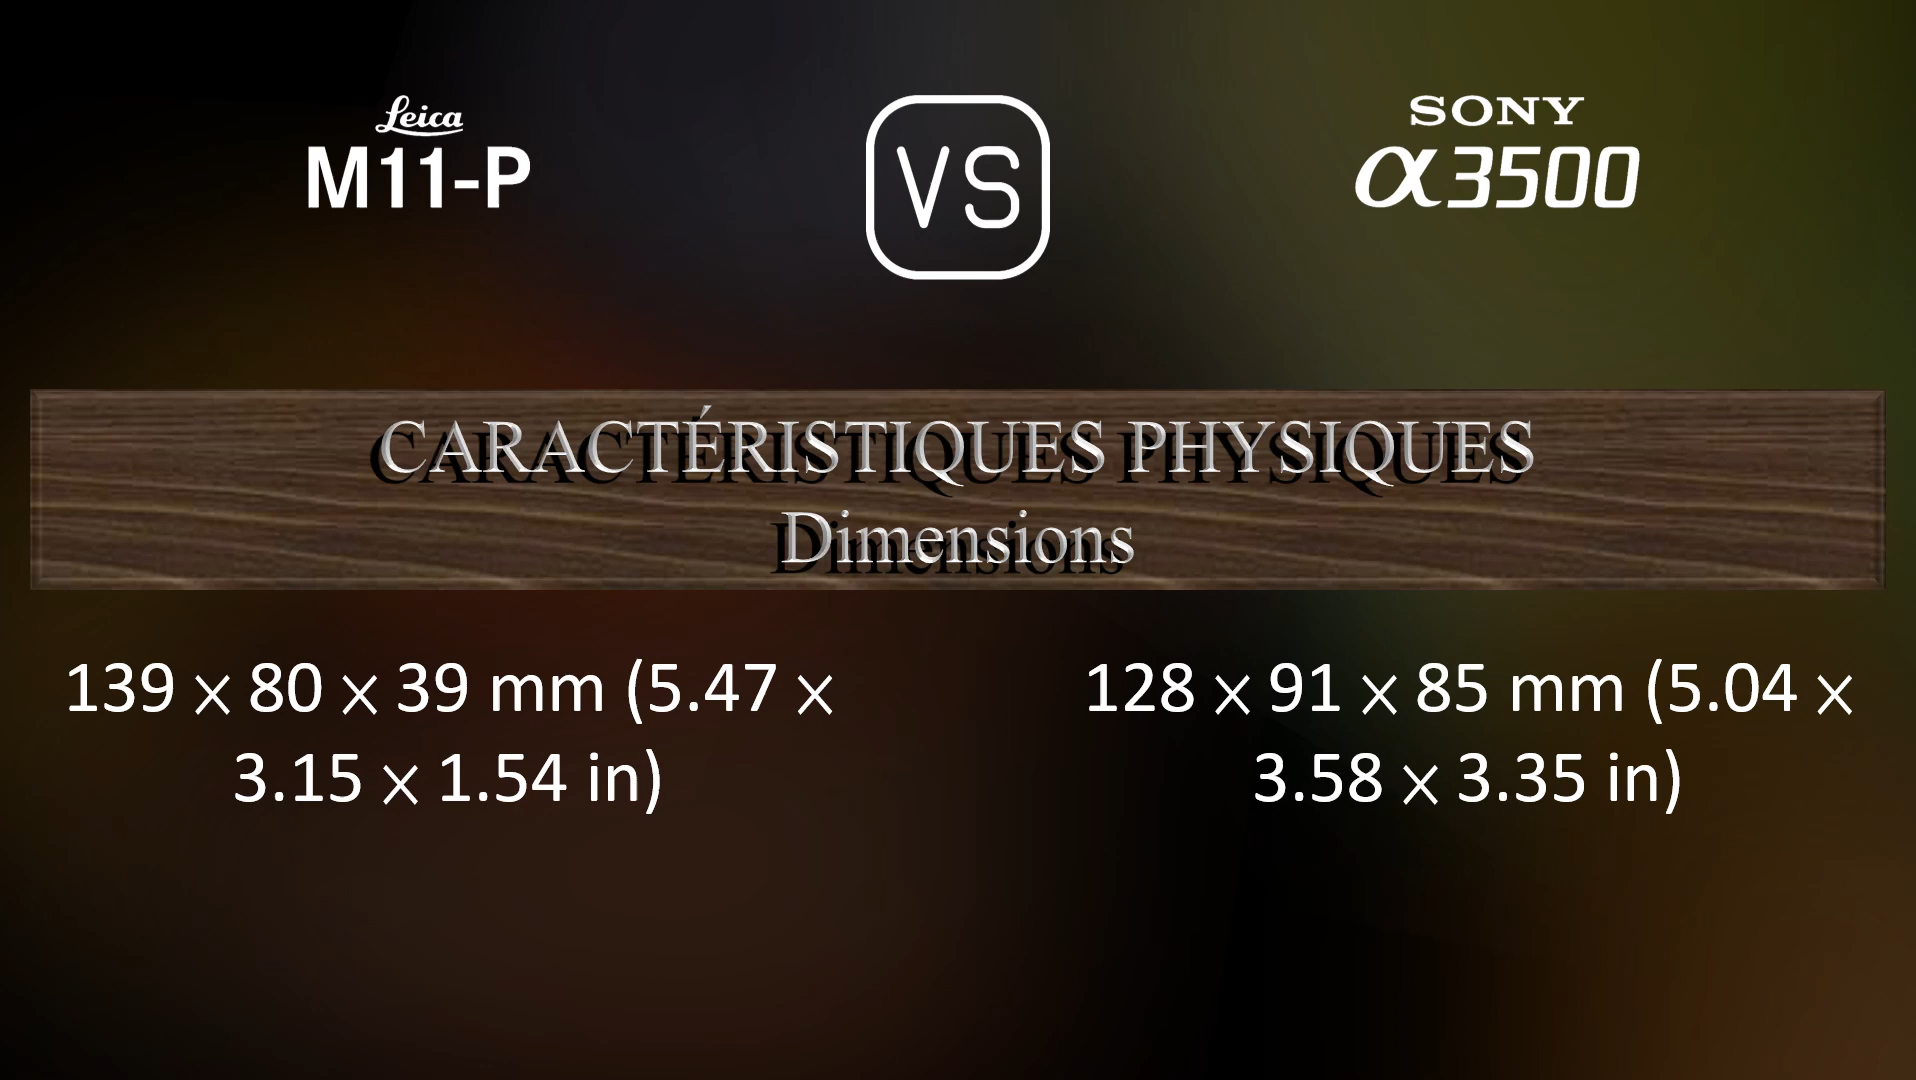 Leica
M11-P
VS
SONY
α3500
CARACTÉRISTIQUES PHYSIQUES
Dimensions
139 x 80 x 39 mm (5.47 x
3.15 x 1.54 in)
128 x 91 x 85 mm (5.04 x
3.58 x 3.35 in)